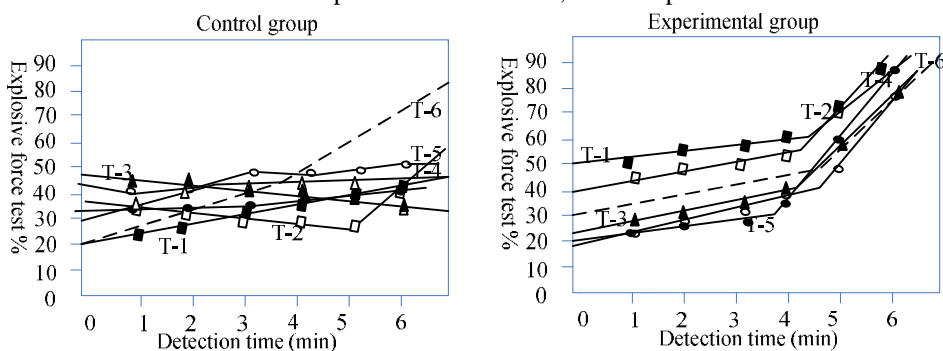 Control group
Explosive force test %
90
80
70
60
50
40
30
20
10
0
T-6
T-5
T-4
T-3
T-2
T-1
0 1 2 3 4 5 6
Detection time (min)
Experimental group
Explosive force test %
90
80
70
60
50
40
30
20
10
0
T-6
T-4
T-2
T-1
T-3
T-5
0 1 2 3 4 5 6
Detection time (min)